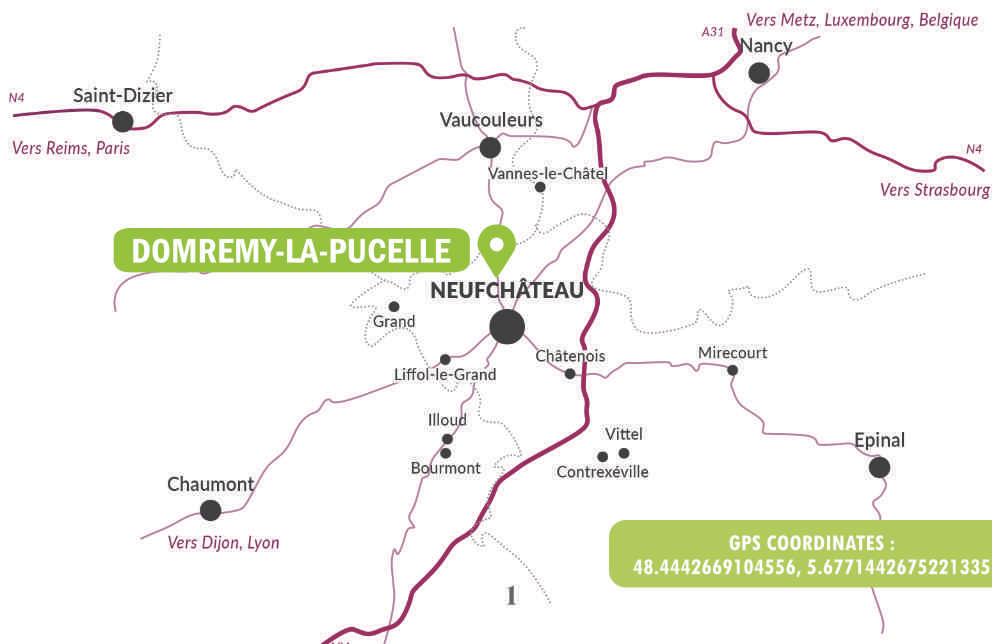 Vers Metz, Luxembourg, Belgique
A31
Nancy
N4
Saint-Dizier
Vers Reims, Paris
Vaucouleurs
N4
Vannes-le-Châtel
Vers Strasbourg
DOMREMY-LA-PUCELLE
NEUFCHÂTEAU
Grand
Châtenois
Mirecourt
Liffol-le-Grand
Illoud
Vittel
Epinal
Bourmont
Contrexéville
Chaumont
Vers Dijon, Lyon
GPS COORDINATES :
48.4442669104556, 5.6771442675221335
1